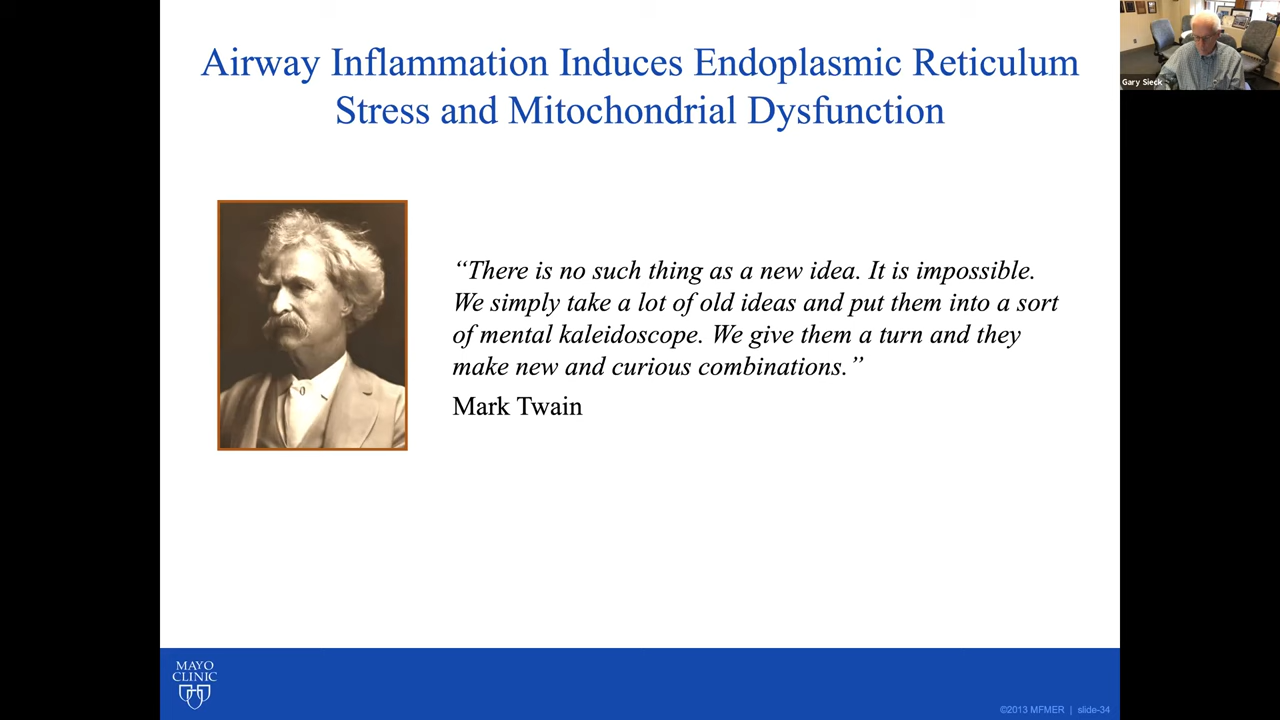 Airway Inflammation Induces Endoplasmic Reticulum
Stress and Mitochondrial Dysfunction
Gary Sieck
“There is no such thing as a new idea. It is impossible.
We simply take a lot of old ideas and put them into a sort
of mental kaleidoscope. We give them a turn and they
make new and curious combinations.”
Mark Twain
MAYO
CLINIC
©2013 MFMER | slide-34